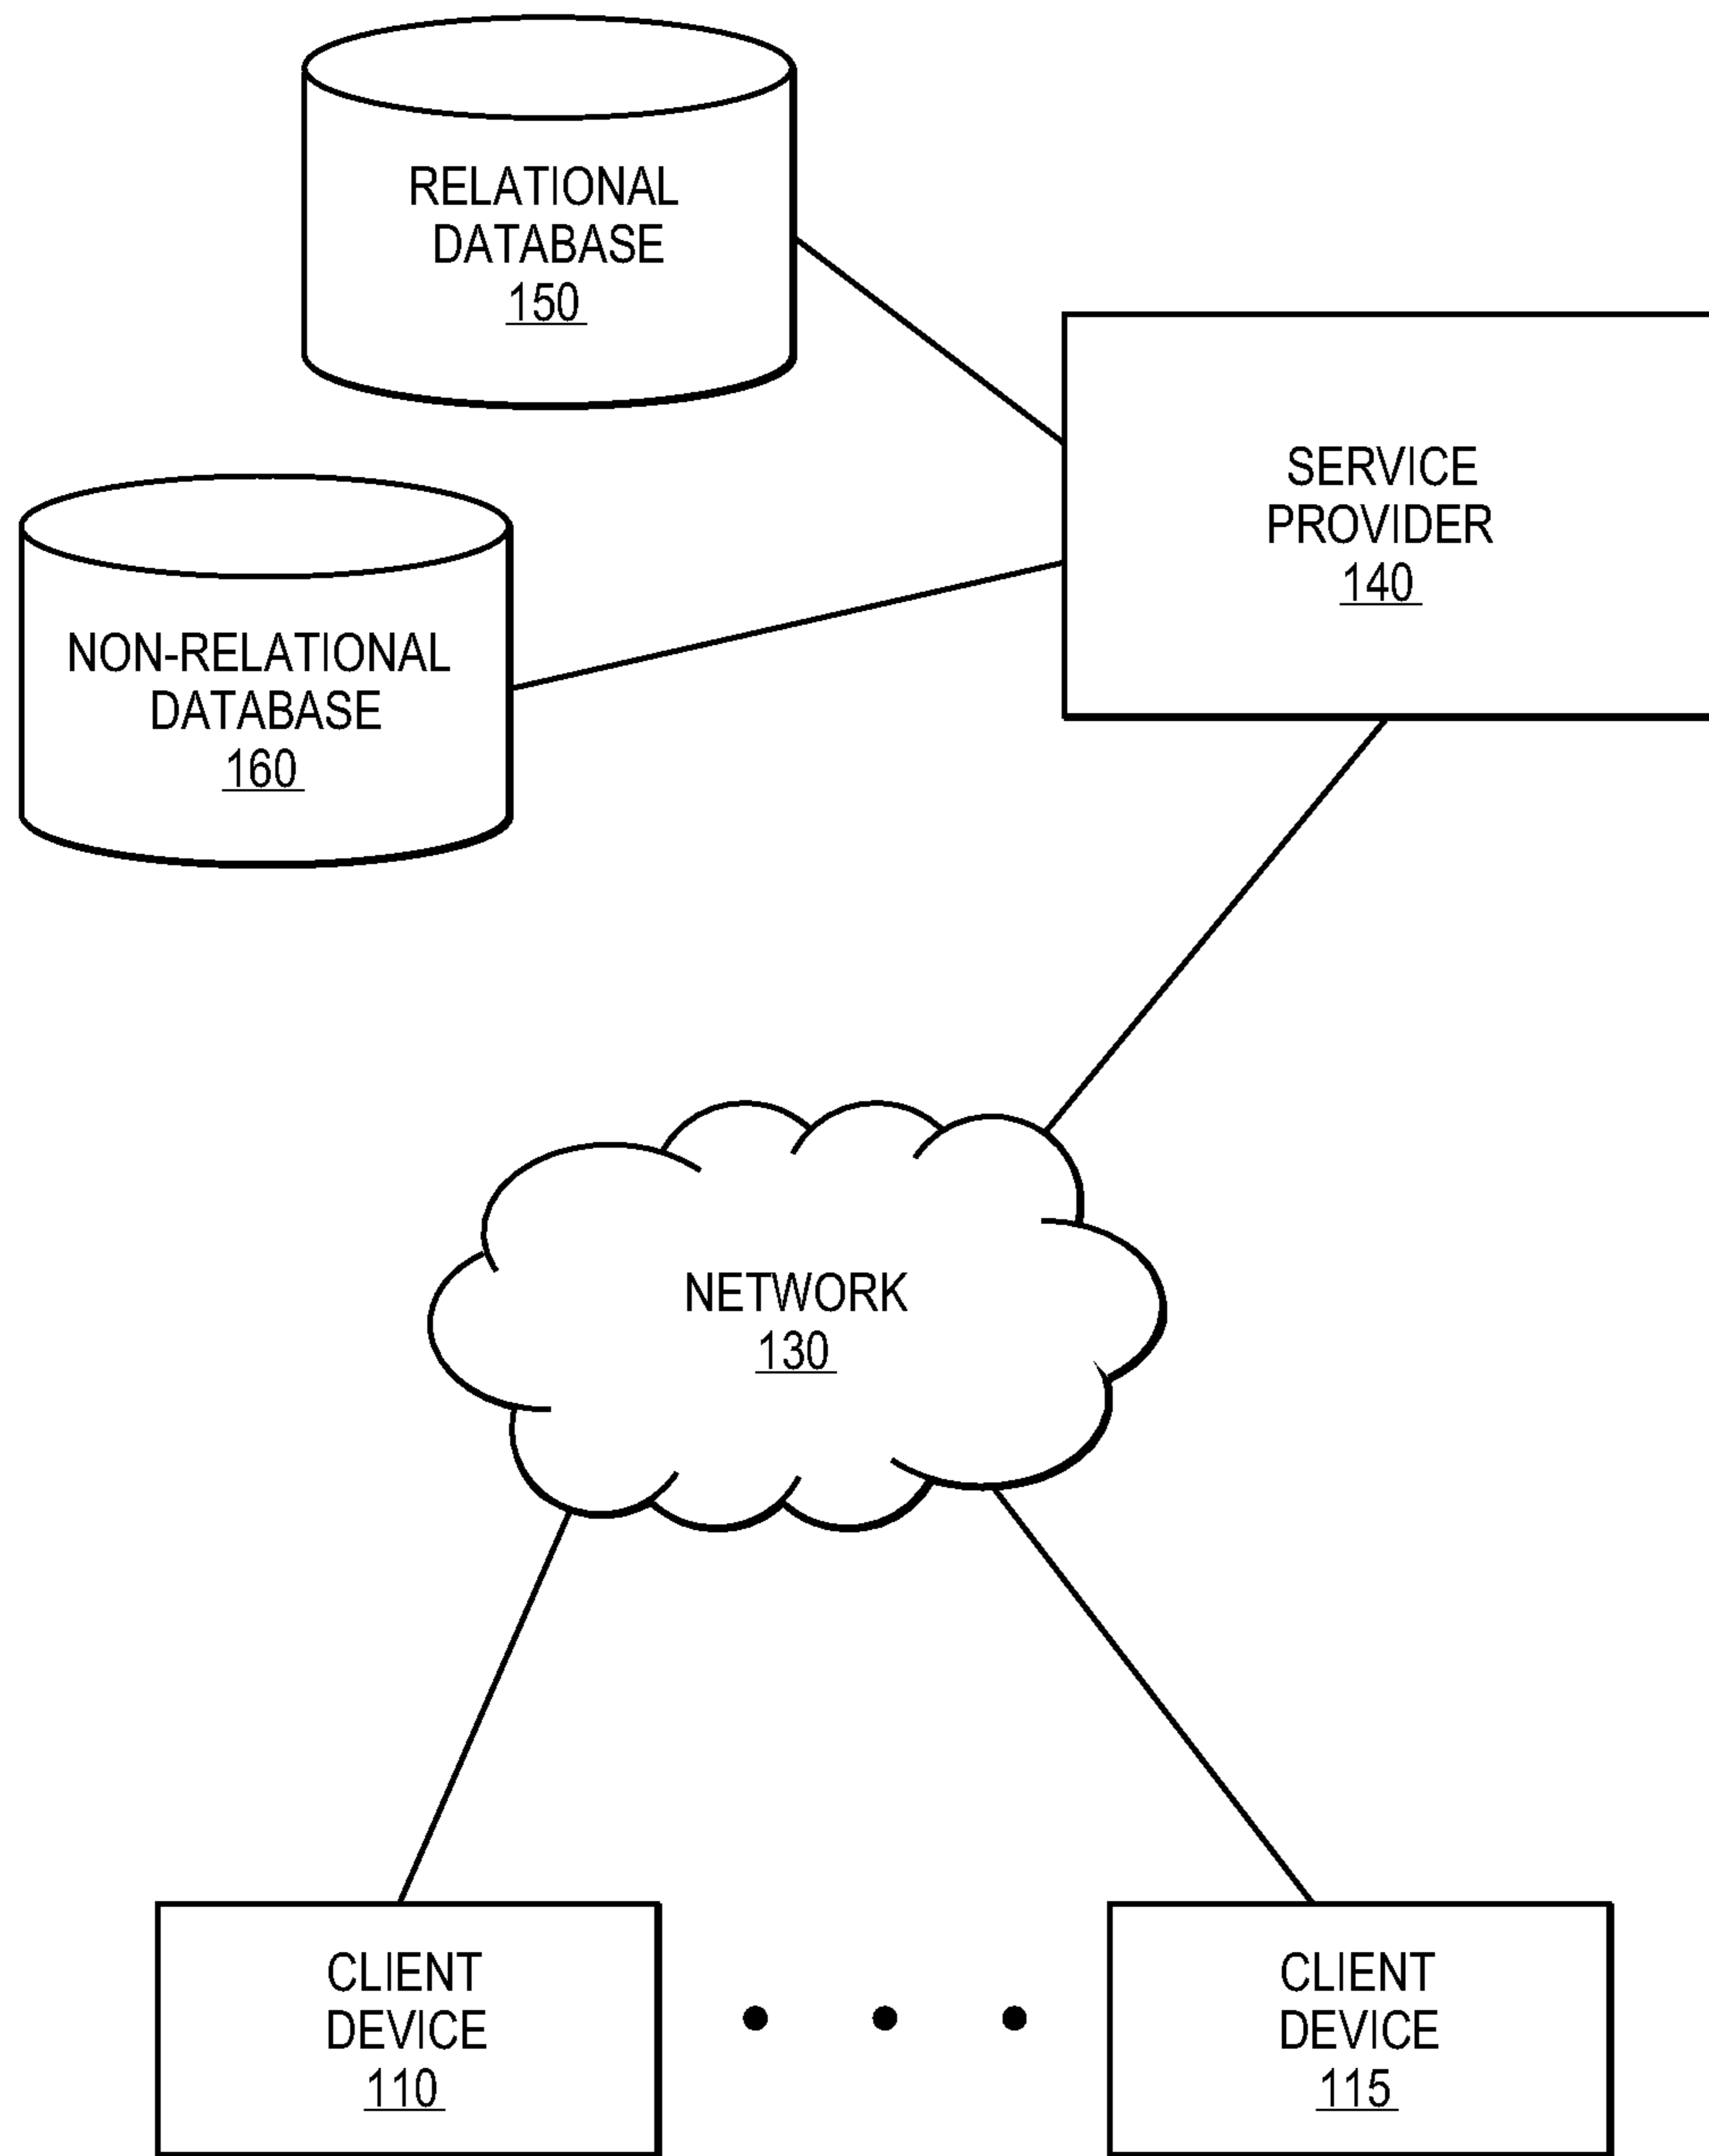 RELATIONAL
DATABASE
150
SERVICE
PROVIDER
140
NON-RELATIONAL
DATABASE
160
NETWORK
130
CLIENT
DEVICE
110
CLIENT
DEVICE
115